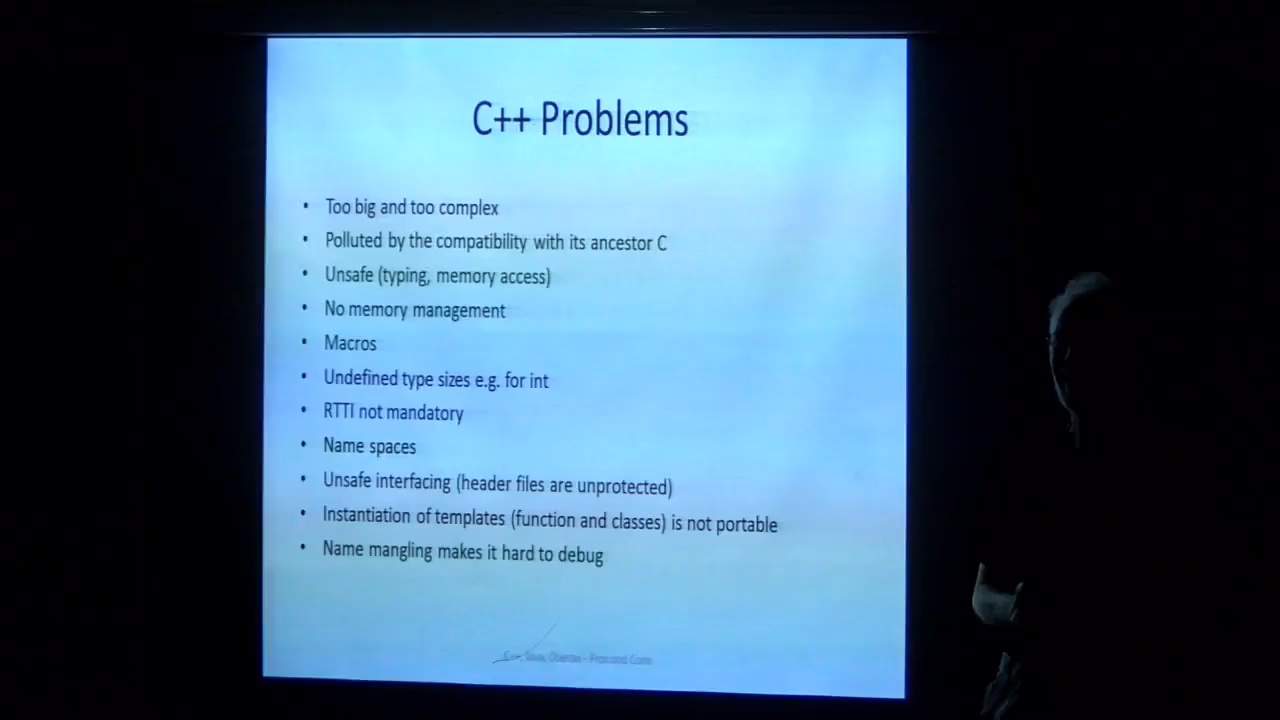 C++ Problems
• Too big and too complex
• Polluted by the compatibility with its ancestor C
• Unsafe (typing, memory access)
• No memory management
• Macros
• Undefined type sizes e.g. for int
• RTTI not mandatory
• Name spaces
• Unsafe interfacing (header files are unprotected)
• Instantiation of templates (function and classes) is not portable
• Name mangling makes it hard to debug
C++, Java, Oberon -